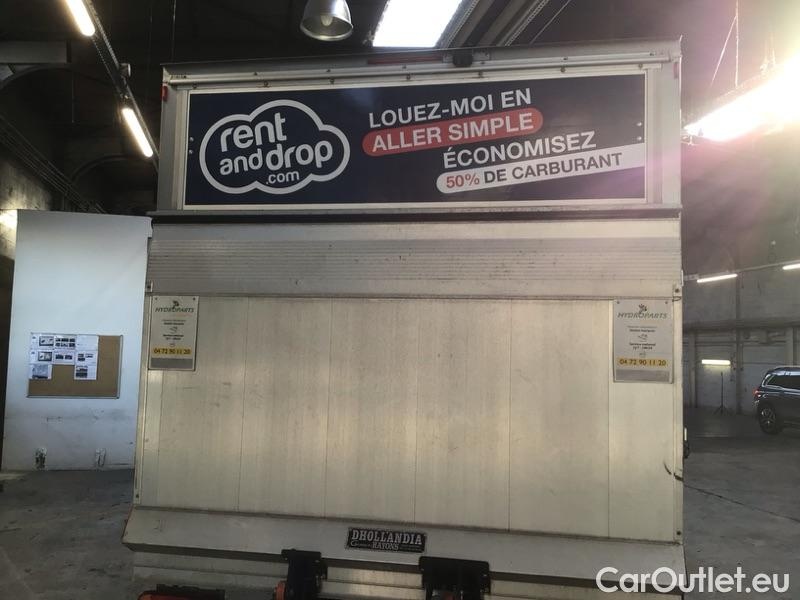 rent
and drop
.com
LOUEZ-MOI EN
ALLER SIMPLE
ÉCONOMISEZ
50% DE CARBURANT
HYDROPARTS
04 72 90 11 20
HYDROPARTS
04 72 90 11 20
DHOLLANDIA
RAYONS
CarOutlet.eu